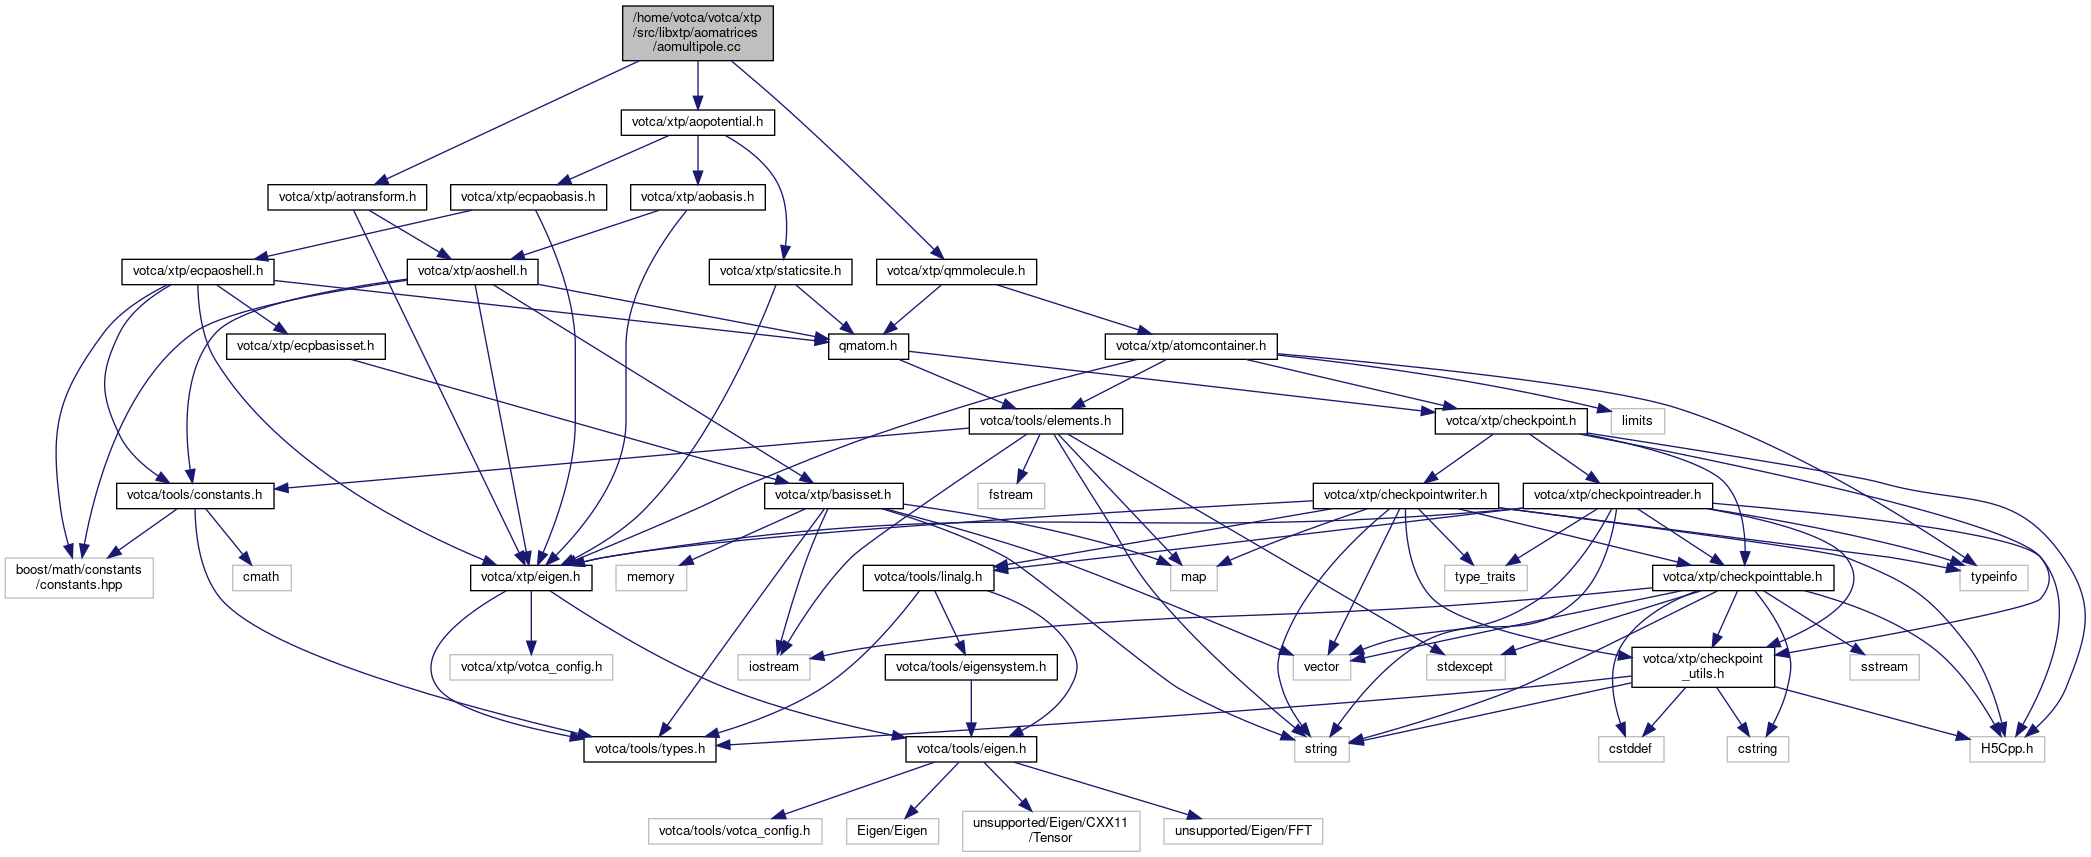 /home/votca/votca/xtp
/src/libxtp/aomatrices
/aomultipole.cc
votca/xtp/aopotential.h
votca/xtp/aotransform.h
votca/xtp/ecpaobasis.h
votca/xtp/aobasis.h
votca/xtp/ecpaoshell.h
votca/xtp/aoshell.h
votca/xtp/staticsite.h
votca/xtp/qmmolecule.h
votca/xtp/ecpbasisset.h
qmatom.h
votca/xtp/atomcontainer.h
votca/tools/elements.h
votca/xtp/checkpoint.h
limits
votca/tools/constants.h
votca/xtp/basisset.h
fstream
votca/xtp/checkpointwriter.h
votca/xtp/checkpointreader.h
boost/math/constants
/constants.hpp
cmath
votca/xtp/eigen.h
memory
votca/tools/linalg.h
map
type_traits
votca/xtp/checkpointtable.h
typeinfo
votca/xtp/votca_config.h
iostream
votca/tools/eigensystem.h
vector
stdexcept
votca/xtp/checkpoint
_utils.h
sstream
votca/tools/types.h
votca/tools/eigen.h
string
cstddef
cstring
H5Cpp.h
votca/tools/votca_config.h
Eigen/Eigen
unsupported/Eigen/CXX11
/Tensor
unsupported/Eigen/FFT